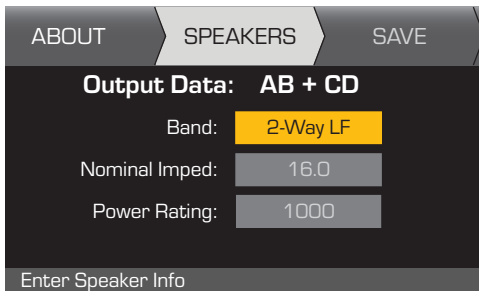 ABOUT SPEAKERS SAVE
Output Data: AB + CD
Band: 2-Way LF
Nominal Imped: 16.0
Power Rating: 1000
Enter Speaker Info